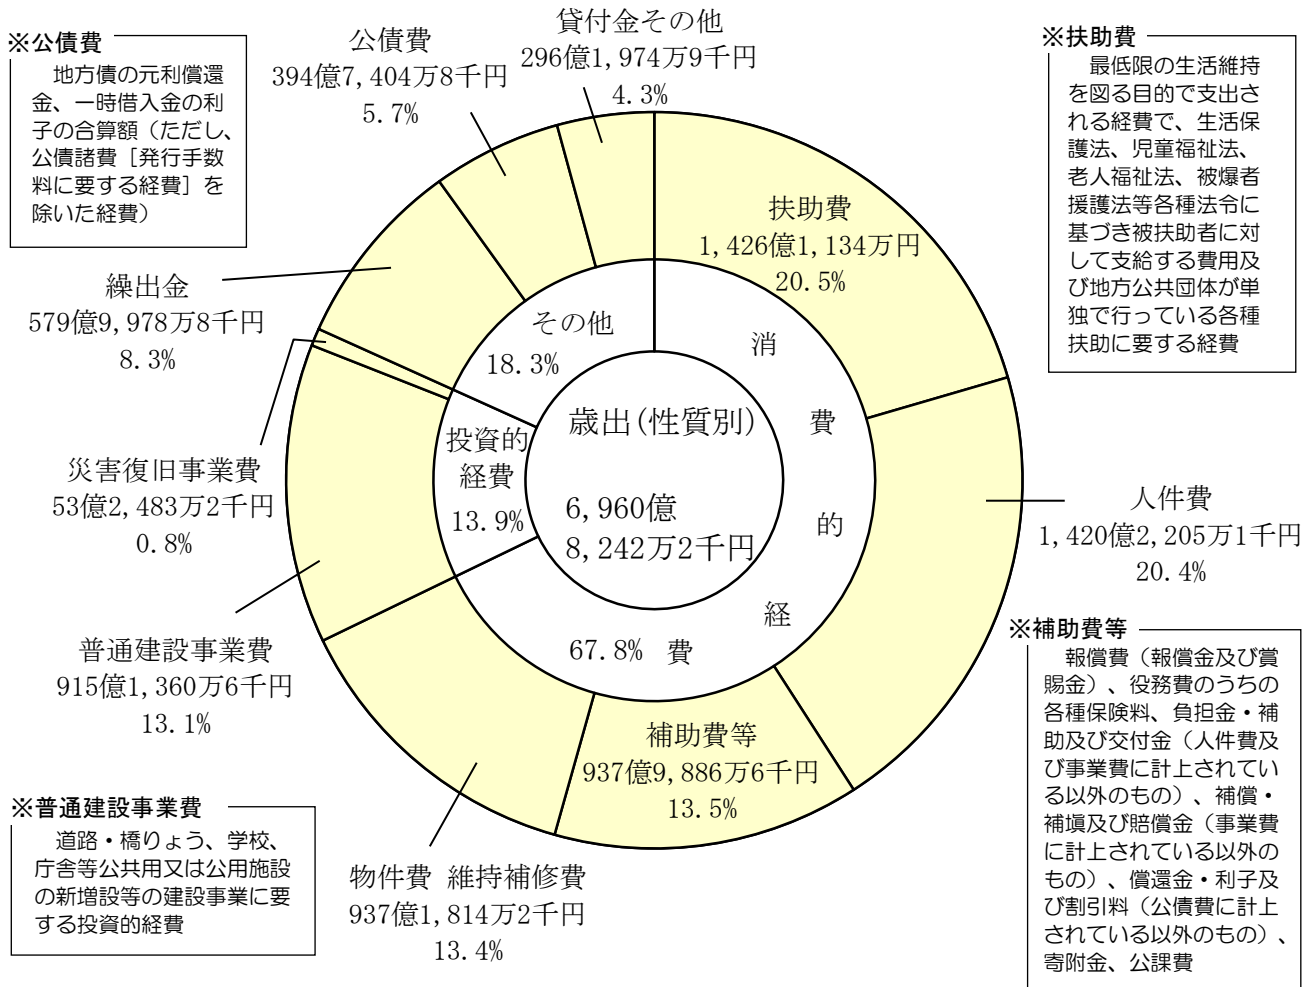 ※公債費
地方債の元利償還
金、一時借入金の利
子の合算額（ただし、
公債諸費［発行手数
料に要する経費］を
除いた経費）
公債費
394億7,404万8千円
5.7%
貸付金その他
296億1,974万9千円
4.3%
※扶助費
最低限の生活維持
を図る目的で支出さ
れる経費で、生活保
護法、児童福祉法、
老人福祉法、被爆者
援護法等各種法令に
基づき被扶助者に対
して支給する費用及
び地方公共団体が単
独で行っている各種
扶助に要する経費
扶助費
1,426億1,134万円
20.5%
繰出金
579億9,978万8千円
8.3%
その他
18.3%
消
費
的
経
費
67.8%
歳出(性質別)
6,960億
8,242万2千円
投資的
経費
13.9%
災害復旧事業費
53億2,483万2千円
0.8%
人件費
1,420億2,205万1千円
20.4%
普通建設事業費
915億1,360万6千円
13.1%
補助費等
937億9,886万6千円
13.5%
物件費 維持補修費
937億1,814万2千円
13.4%
※普通建設事業費
道路・橋りょう、学校、
庁舎等公共用又は公用施設
の新増設等の建設事業に要
する投資的経費
※補助費等
報償費（報償金及び賞
賜金）、役務費のうちの
各種保険料、負担金・補
助及び交付金（人件費及
び事業費に計上されてい
る以外のもの）、補償・
補塡及び賠償金（事業費
に計上されている以外の
もの）、償還金・利子及
び割引料（公債費に計上
されている以外のもの）、
寄附金、公課費